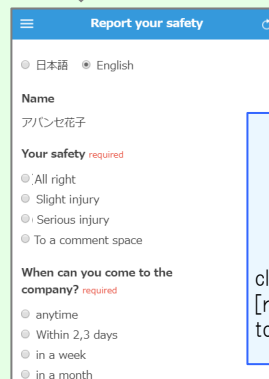 Report your safety
日本語 English
Name
アバンセ花子
Your safety required
All right
Slight injury
Serious injury
To a comment space
When can you come to the
company? required
anytime
Within 2,3 days
in a week
in a month